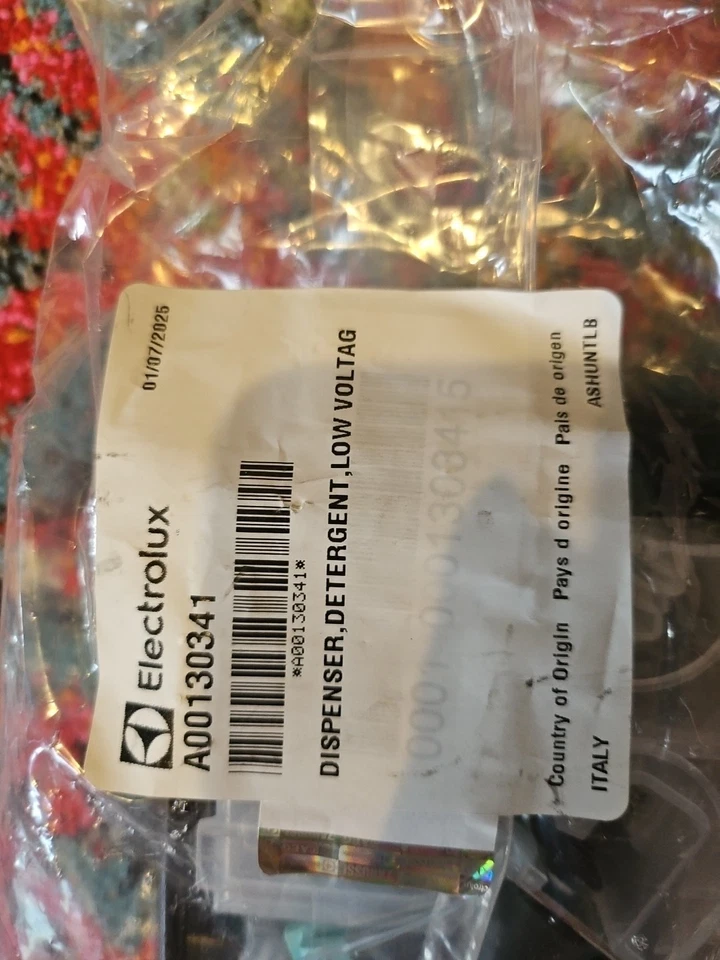 01/07/2025
Electrolux
A00130341
*A00130341*
DISPENSER,DETERGENT,LOW VOLTAG
Country of Origin Pays d origine Pais de origen
ITALY ASHUNTLB